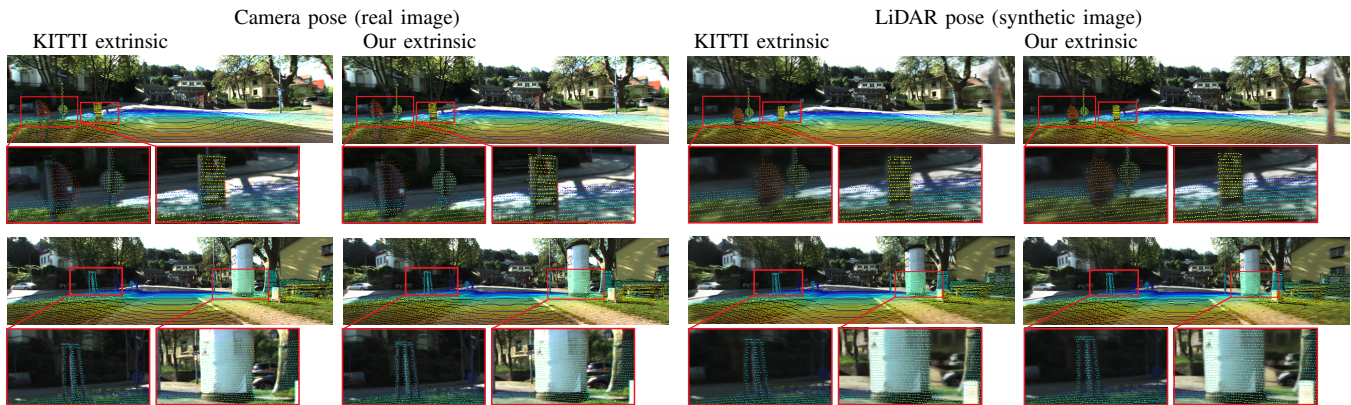 Camera pose (real image)
LiDAR pose (synthetic image)
KITTI extrinsic
Our extrinsic
KITTI extrinsic
Our extrinsic